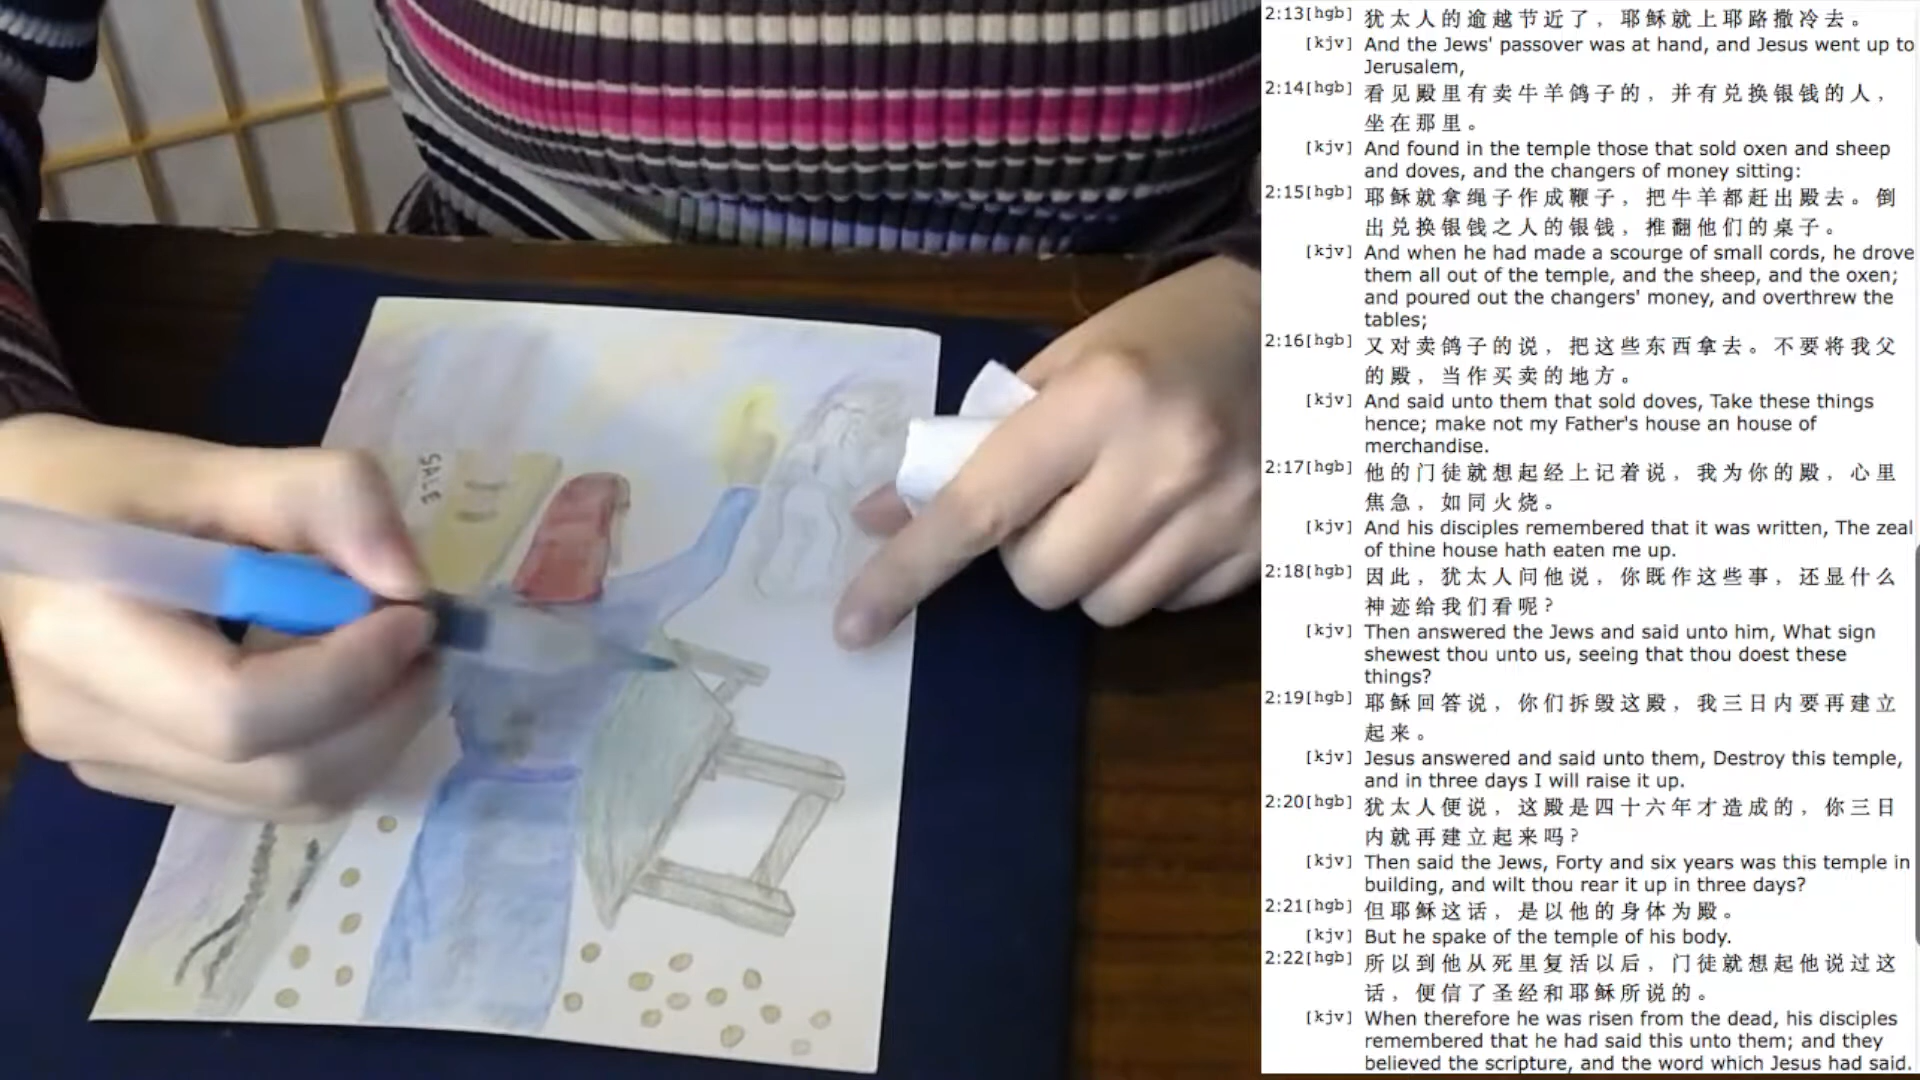 SALE
2:13[hgb] 犹太人的逾越节近了，耶稣就上耶路撒冷去。
[kjv] And the Jews' passover was at hand, and Jesus went up to
Jerusalem,
2:14[hgb] 看见殿里有卖牛羊鸽子的，并有兑换银钱的人，
坐在那里。
[kjv] And found in the temple those that sold oxen and sheep
and doves, and the changers of money sitting:
2:15[hgb] 耶稣就拿绳子作成鞭子，把牛羊都赶出殿去。倒
出兑换银钱之人的银钱，推翻他们的桌子。
[kjv] And when he had made a scourge of small cords, he drove
them all out of the temple, and the sheep, and the oxen;
and poured out the changers' money, and overthrew the
tables;
2:16[hgb] 又对卖鸽子的说，把这些东西拿去。不要将我父
的殿，当作买卖的地方。
[kjv] And said unto them that sold doves, Take these things
hence; make not my Father's house an house of
merchandise.
2:17[hgb] 他的门徒就想起经上记着说，我为你的殿，心里
焦急，如同火烧。
[kjv] And his disciples remembered that it was written, The zeal
of thine house hath eaten me up.
2:18[hgb] 因此，犹太人问他说，你既作这些事，还显什么
神迹给我们看呢?
[kjv] Then answered the Jews and said unto him, What sign
shewest thou unto us, seeing that thou doest these
things?
2:19[hgb] 耶稣回答说，你们拆毁这殿，我三日内要再建立
起来。
[kjv] Jesus answered and said unto them, Destroy this temple,
and in three days I will raise it up.
2:20[hgb] 犹太人便说，这殿是四十六年才造成的，你三日
内就再建立起来吗?
[kjv] Then said the Jews, Forty and six years was this temple in
building, and wilt thou rear it up in three days?
2:21[hgb] 但耶稣这话，是以他的身体为殿。
[kjv] But he spake of the temple of his body.
2:22[hgb] 所以到他从死里复活以后，门徒就想起他说过这
话，便信了圣经和耶稣所说的。
[kjv] When therefore he was risen from the dead, his disciples
remembered that he had said this unto them; and they
believed the scripture, and the word which Jesus had said.